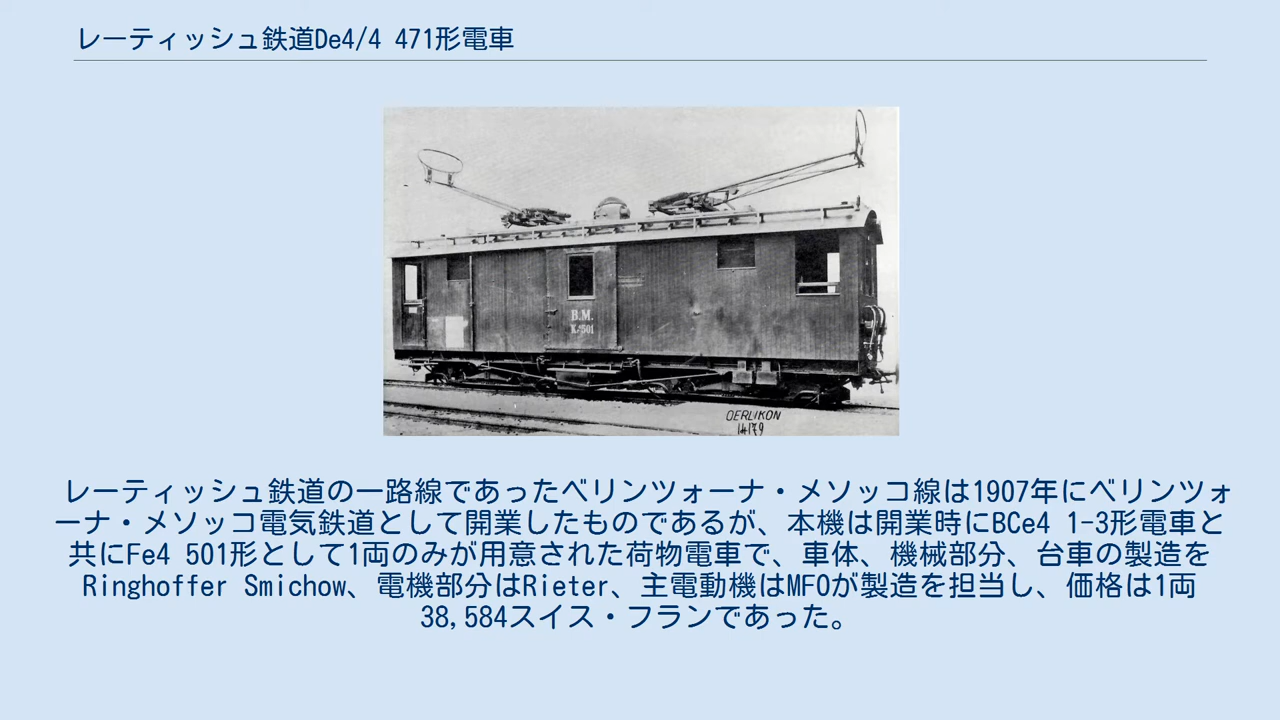 レーティッシュ鉄道De4/4 471形電車
B.M.
OERLIKON
レーティッシュ鉄道の一路線であったベリンツォーナ・メソッコ線は1907年にベリンツォ
ーナ・メソッコ電気鉄道として開業したものであるが、本機は開業時にBCe4 1-3形電車と
共にFe4 501形として1両のみが用意された荷物電車で、車体、機械部分、台車の製造を
Ringhoffer Smichow、電機部分はRieter、主電動機はMFOが製造を担当し、価格は1両
38,584スイス・フランであった。